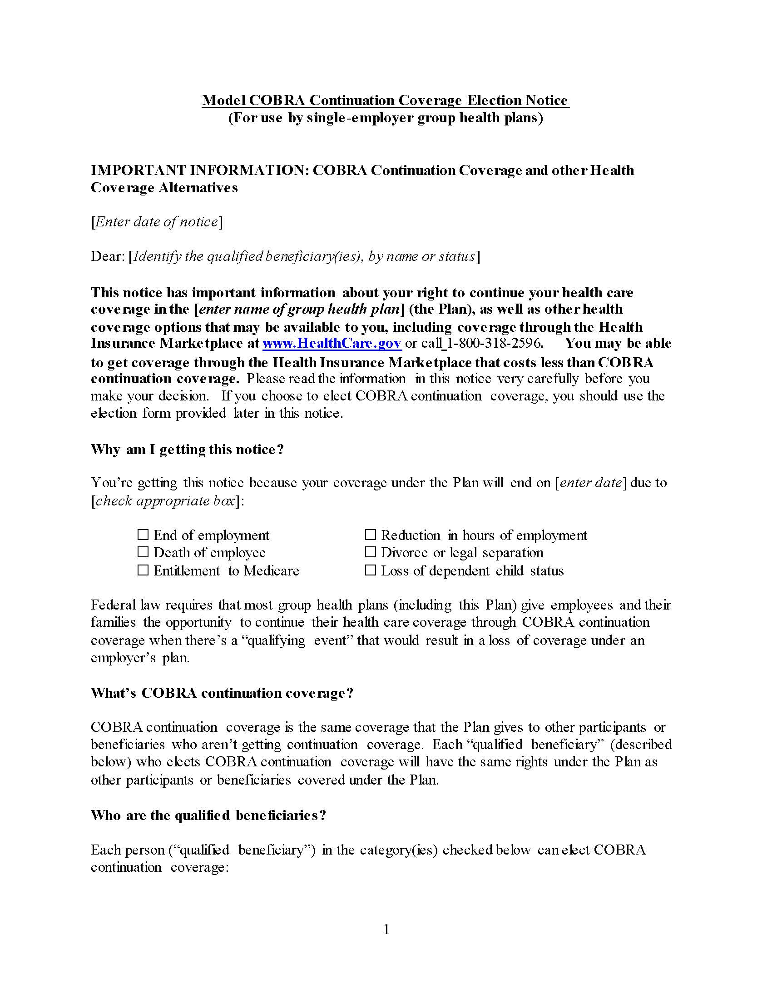 Model COBRA Continuation Coverage Election Notice
(For use by single-employer group health plans)
IMPORTANT INFORMATION: COBRA Continuation Coverage and other Health
Coverage Alternatives
[Enter date of notice]
Dear: [Identify the qualified beneficiary(ies), by name or status]
This notice has important information about your right to continue your health care
coverage in the [enter name of group health plan] (the Plan), as well as other health
coverage options that may be available to you, including coverage through the Health
Insurance Marketplace at www.HealthCare.gov or call 1-800-318-2596. You may be able
to get coverage through the Health Insurance Marketplace that costs less than COBRA
continuation coverage. Please read the information in this notice very carefully before you
make your decision. If you choose to elect COBRA continuation coverage, you should use the
election form provided later in this notice.
Why am I getting this notice?
You’re getting this notice because your coverage under the Plan will end on [enter date] due to
[check appropriate box]:
☐ End of employment ☐ Reduction in hours of employment
☐ Death of employee ☐ Divorce or legal separation
☐ Entitlement to Medicare ☐ Loss of dependent child status
Federal law requires that most group health plans (including this Plan) give employees and their
families the opportunity to continue their health care coverage through COBRA continuation
coverage when there’s a “qualifying event” that would result in a loss of coverage under an
employer’s plan.
What’s COBRA continuation coverage?
COBRA continuation coverage is the same coverage that the Plan gives to other participants or
beneficiaries who aren’t getting continuation coverage. Each “qualified beneficiary” (described
below) who elects COBRA continuation coverage will have the same rights under the Plan as
other participants or beneficiaries covered under the Plan.
Who are the qualified beneficiaries?
Each person (“qualified beneficiary”) in the category(ies) checked below can elect COBRA
continuation coverage:
1